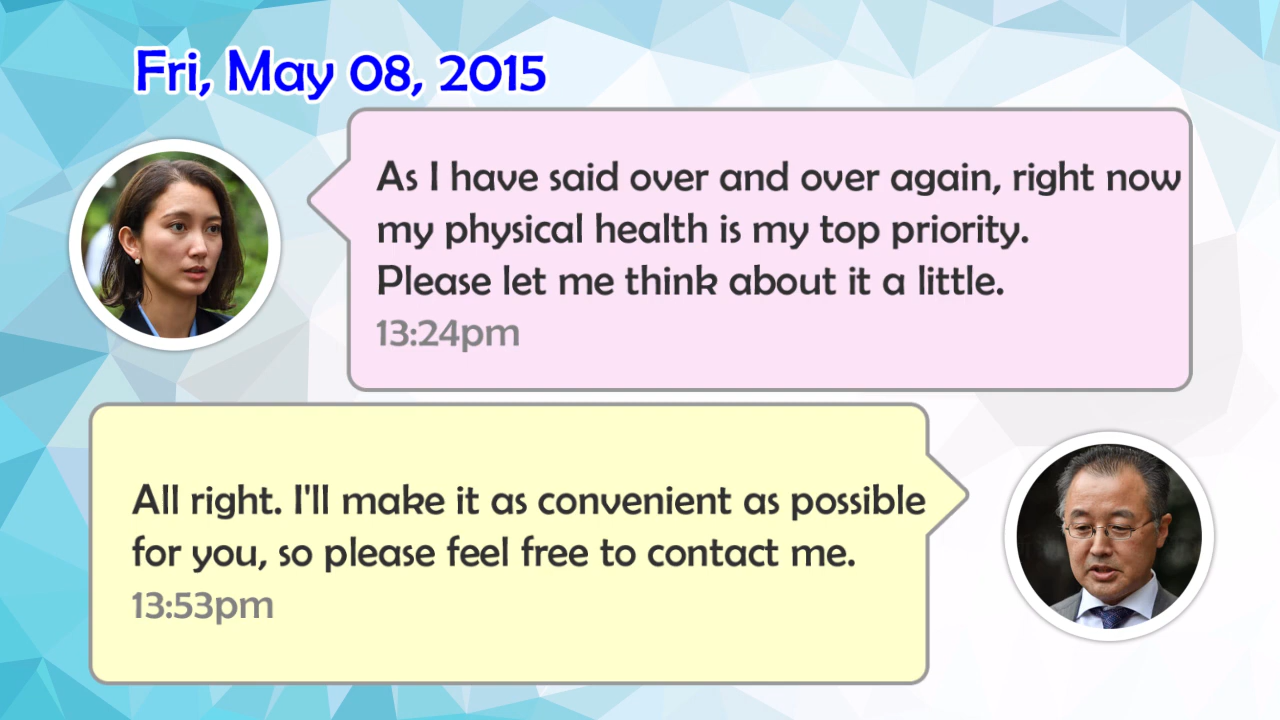 Fri, May 08, 2015
As I have said over and over again, right now
my physical health is my top priority.
Please let me think about it a little.
13:24pm
All right. I'll make it as convenient as possible
for you, so please feel free to contact me.
13:53pm